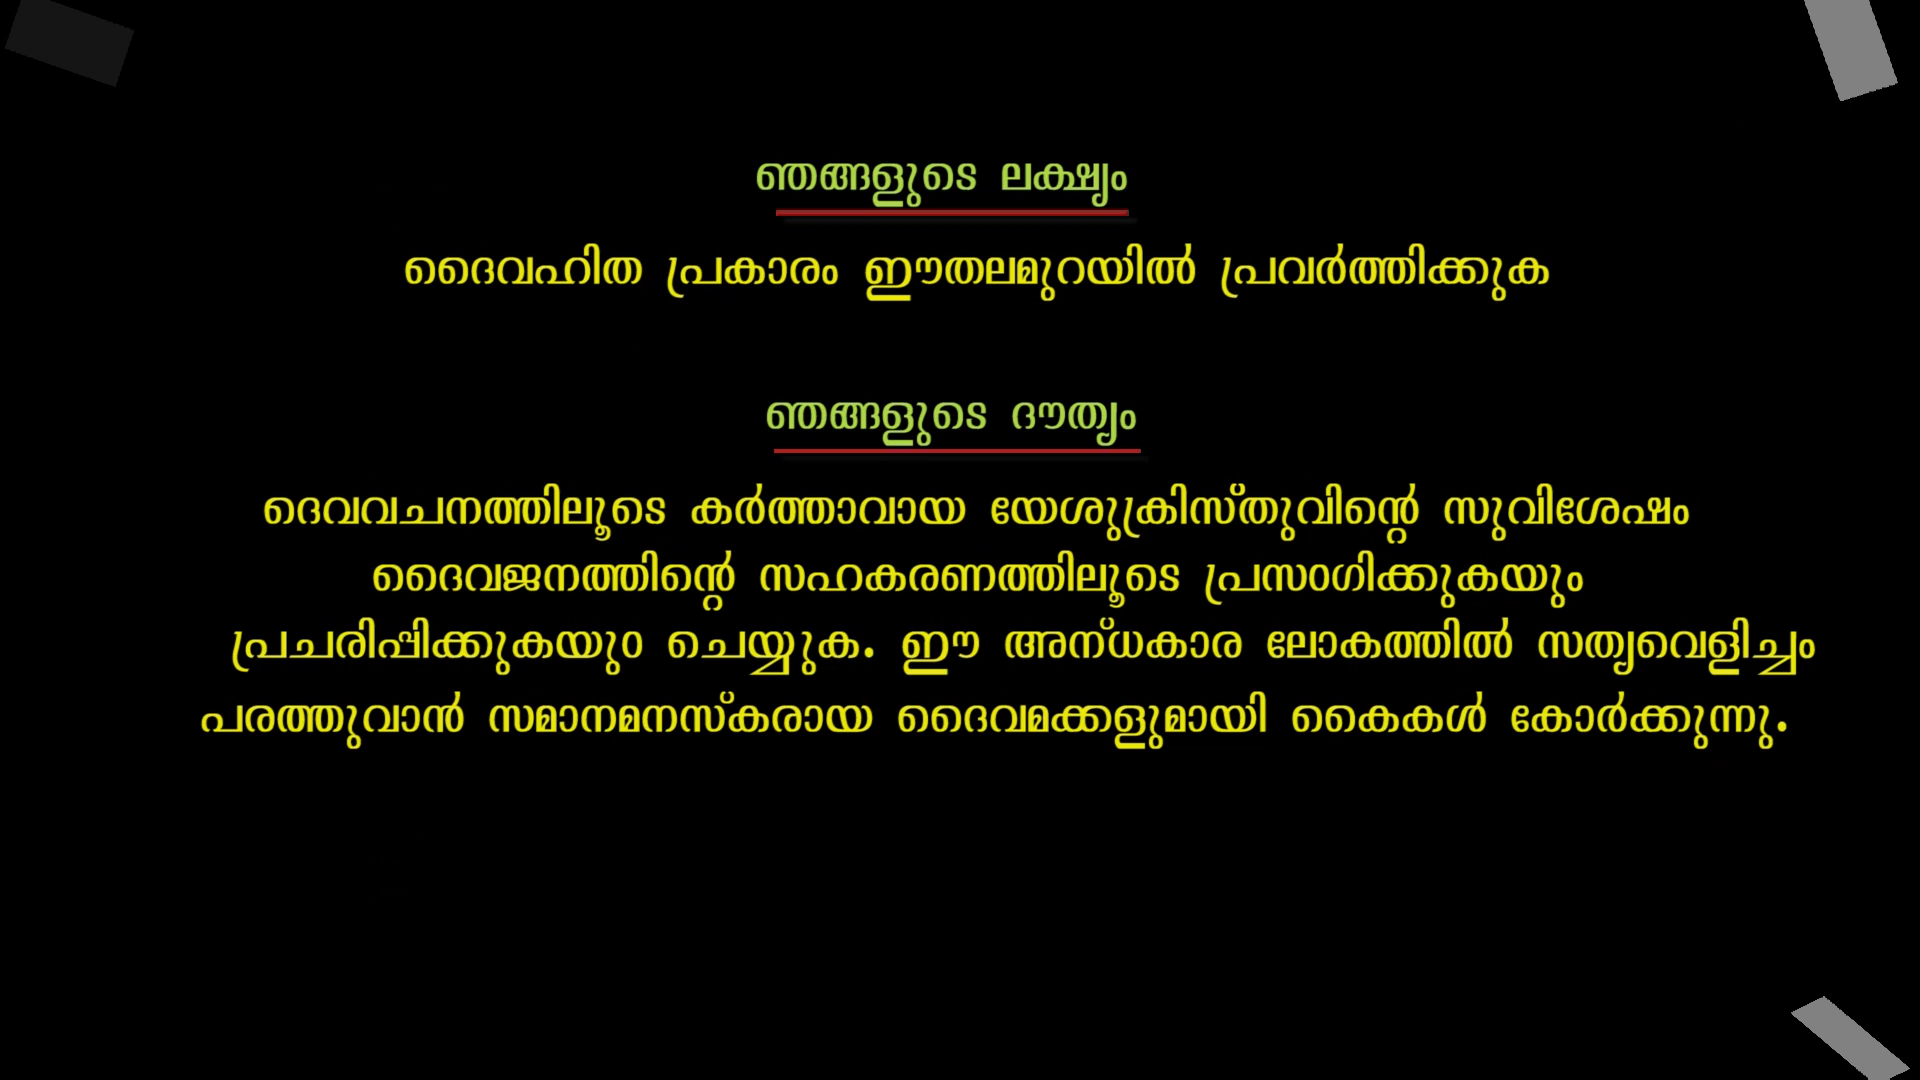 ഞങ്ങളുടെ ലക്ഷ്യം
ദൈവഹിത പ്രകാരം ഈതലമുറയിൽ പ്രവർത്തിക്കുക
ഞങ്ങളുടെ ദൗത്യം
ദെവവചനത്തിലൂടെ കർത്താവായ യേശുക്രിസ്തുവിന്റെ സുവിശേഷം
ദൈവജനത്തിന്റെ സഹകരണത്തിലൂടെ പ്രസംഗിക്കുകയും
പ്രചരിപ്പിക്കുകയും ചെയ്യുക. ഈ അന്ധകാര ലോകത്തിൽ സത്യവെളിച്ചം
പരത്തുവാൻ സമാനമനസ്കരായ ദൈവമക്കളുമായി കൈകൾ കോർക്കുന്നു.